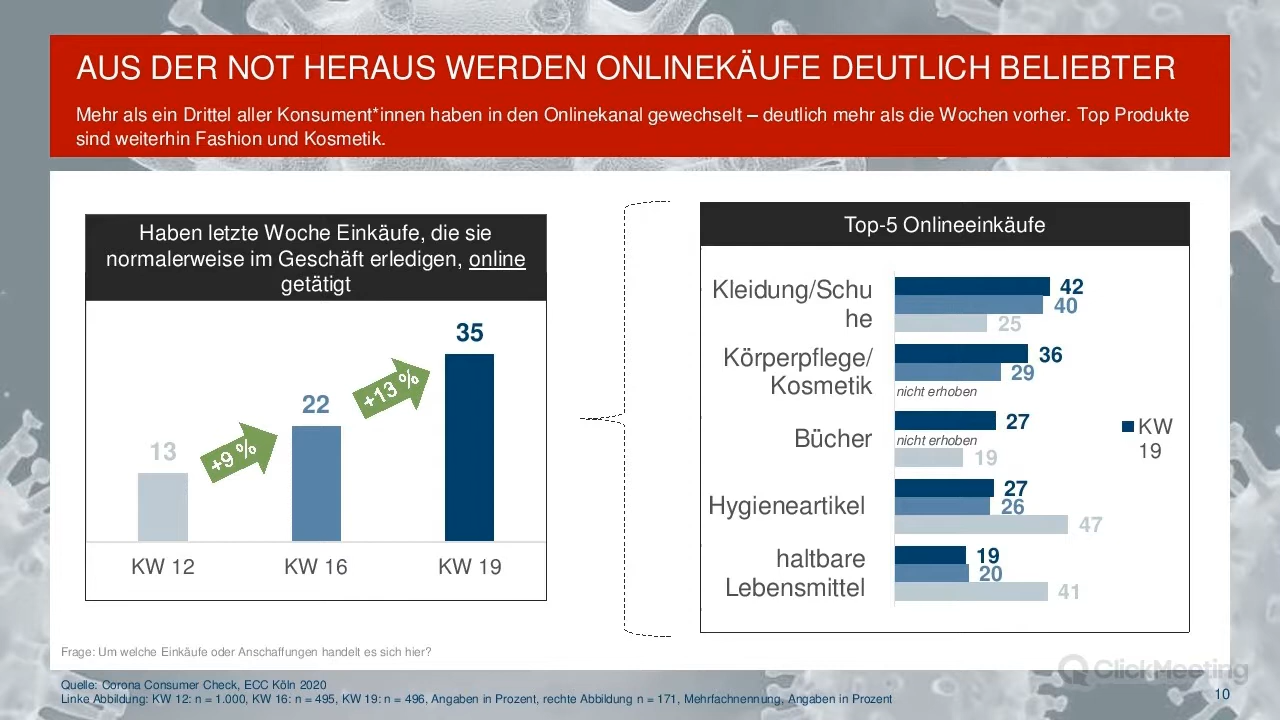 AUS DER NOT HERAUS WERDEN ONLINEKÄUFE DEUTLICH BELIEBTER
Mehr als ein Drittel aller Konsument*innen haben in den Onlinekanal gewechselt – deutlich mehr als die Wochen vorher. Top Produkte
sind weiterhin Fashion und Kosmetik.
Haben letzte Woche Einkäufe, die sie
normalerweise im Geschäft erledigen, online
getätigt
35
+13 %
22
+9 %
13
KW 12
KW 16
KW 19
Top-5 Onlineeinkäufe
Kleidung/Schu
he
42
40
25
Körperpflege/
Kosmetik
36
29
nicht erhoben
Bücher
27
nicht erhoben
19
Hygieneartikel
27
26
47
haltbare
Lebensmittel
19
20
41
KW
19
Frage: Um welche Einkäufe oder Anschaffungen handelt es sich hier?
Quelle: Corona Consumer Check, ECC Köln 2020
Linke Abbildung: KW 12: n = 1.000, KW 16: n = 495, KW 19: n = 496, Angaben in Prozent, rechte Abbildung n = 171, Mehrfachnennung, Angaben in Prozent
ClickMeeting
10